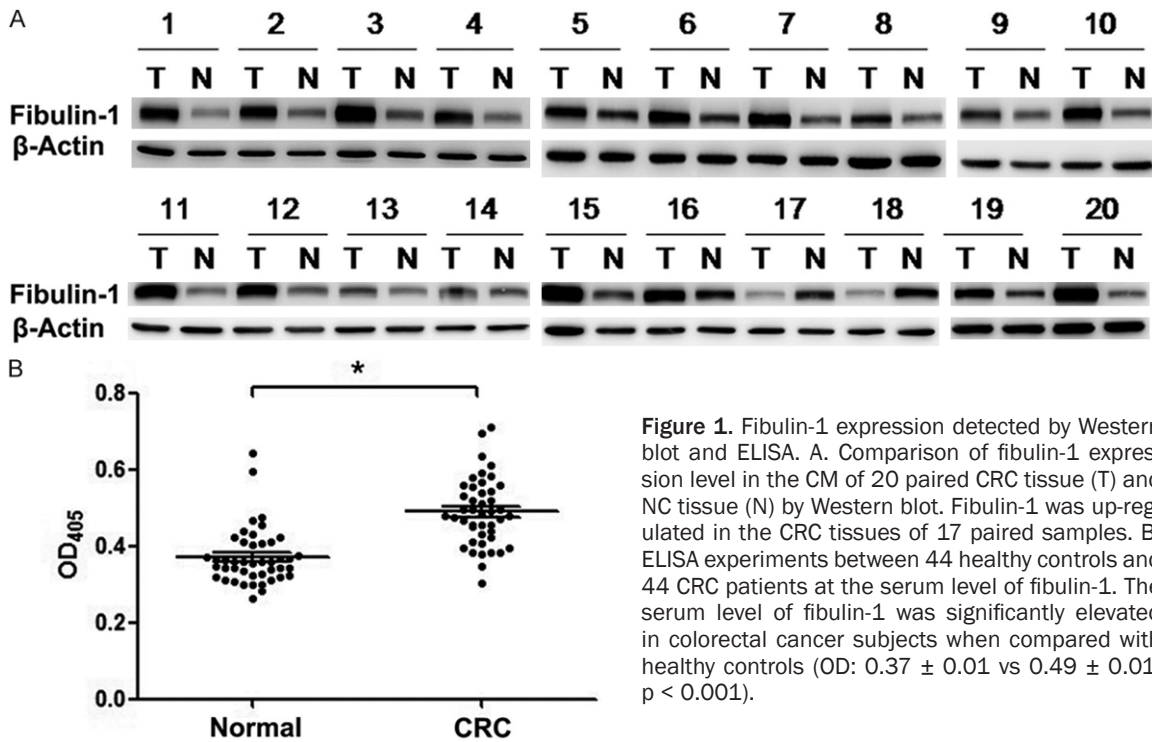 A
1 2 3 4 5 6 7 8 9 10
T N T N T N T N T N T N T N T N T N T N
Fibulin-1
β-Actin
11 12 13 14 15 16 17 18 19 20
T N T N T N T N T N T N T N T N T N T N
Fibulin-1
β-Actin
B
*
0.8
0.6
0.4
0.2
0.0
OD405
Normal CRC
Figure 1. Fibulin-1 expression detected by Western
blot and ELISA. A. Comparison of fibulin-1 expres
sion level in the CM of 20 paired CRC tissue (T) and
NC tissue (N) by Western blot. Fibulin-1 was up-reg
ulated in the CRC tissues of 17 paired samples. B
ELISA experiments between 44 healthy controls and
44 CRC patients at the serum level of fibulin-1. The
serum level of fibulin-1 was significantly elevated
in colorectal cancer subjects when compared with
healthy controls (OD: 0.37 ± 0.01 vs 0.49 ± 0.01
p < 0.001).